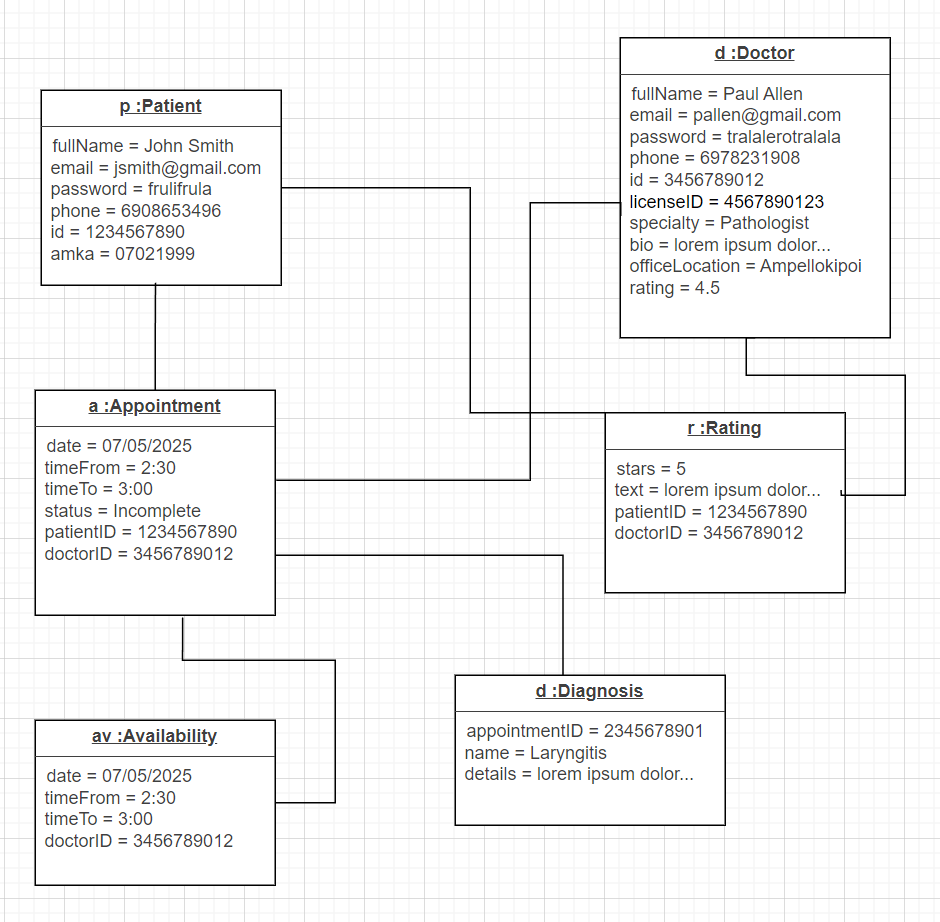 p :Patient
fullName = John Smith
email = jsmith@gmail.com
password = frulifrula
phone = 6908653496
id = 1234567890
amka = 07021999
d :Doctor
fullName = Paul Allen
email = pallen@gmail.com
password = tralalerotralala
phone = 6978231908
id = 3456789012
licenseID = 4567890123
specialty = Pathologist
bio = lorem ipsum dolor...
officeLocation = Ampellokipoi
rating = 4.5
a :Appointment
date = 07/05/2025
timeFrom = 2:30
timeTo = 3:00
status = Incomplete
patientID = 1234567890
doctorID = 3456789012
r :Rating
stars = 5
text = lorem ipsum dolor...
patientID = 1234567890
doctorID = 3456789012
av :Availability
date = 07/05/2025
timeFrom = 2:30
timeTo = 3:00
doctorID = 3456789012
d :Diagnosis
appointmentID = 2345678901
name = Laryngitis
details = lorem ipsum dolor...